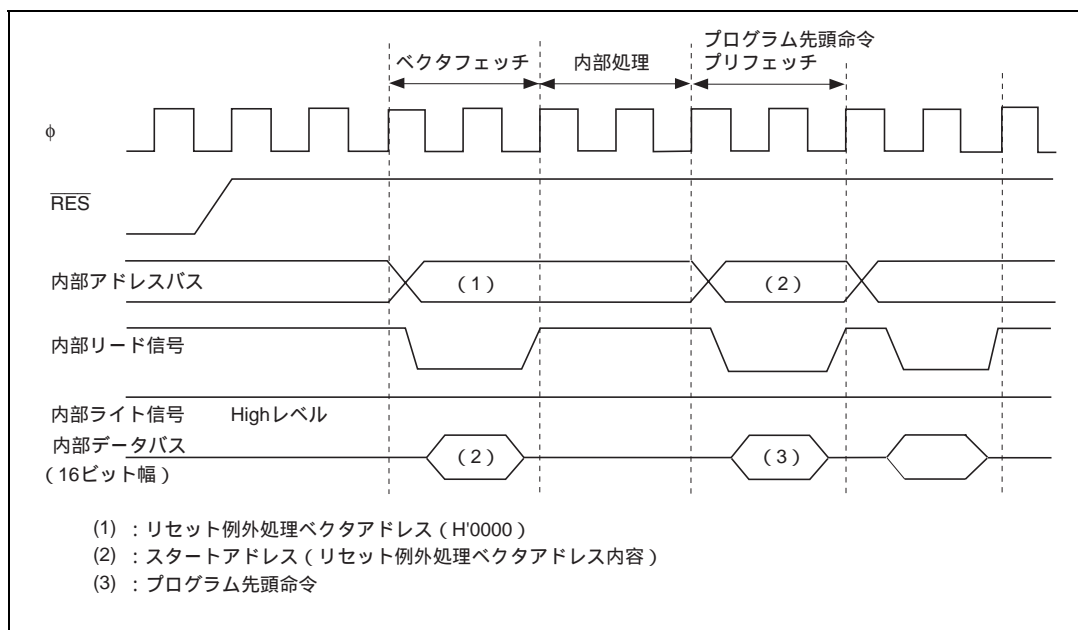 プログラム先頭命令
ベクタフェッチ 内部処理 プリフェッチ
φ
RES
内部アドレスバス (1) (2)
内部リード信号
内部ライト信号 Highレベル
内部データバス (2) (3)
(16ビット幅)
(1) :リセット例外処理ベクタアドレス(H'0000)
(2) :スタートアドレス(リセット例外処理ベクタアドレス内容)
(3) :プログラム先頭命令